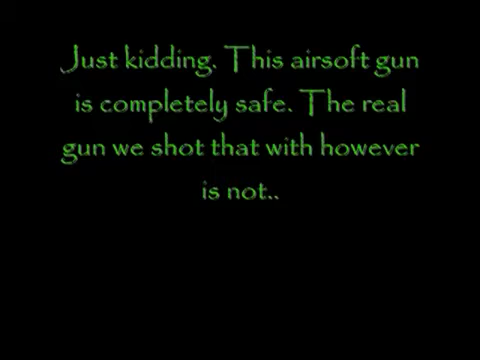 Just kidding. This airsoft gun
is completely safe. The real
gun we shot that with however
is not..